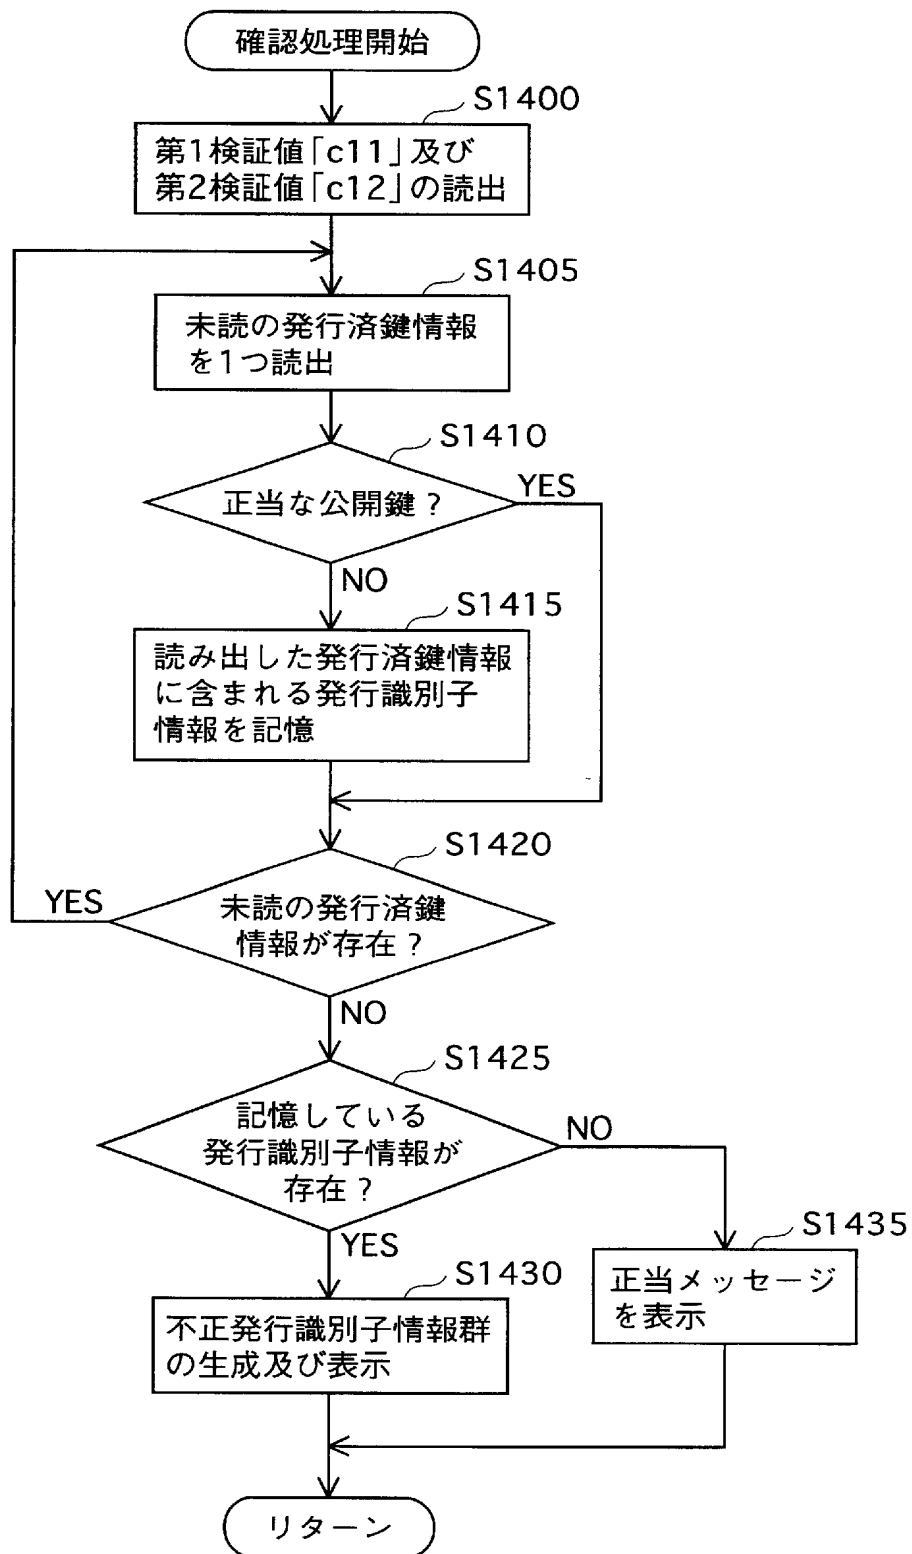 確認処理開始
S1400
第1検証値「c11」及び
第2検証値「c12」の読出
S1405
未読の発行済鍵情報
を1つ読出
S1410
正当な公開鍵?
YES
NO
S1415
読み出した発行済鍵情報
に含まれる発行識別子
情報を記憶
S1420
YES
未読の発行済鍵
情報が存在?
NO
S1425
記憶している
発行識別子情報が
存在?
NO
YES
S1435
正当メッセージ
を表示
S1430
不正発行識別子情報群
の生成及び表示
リターン